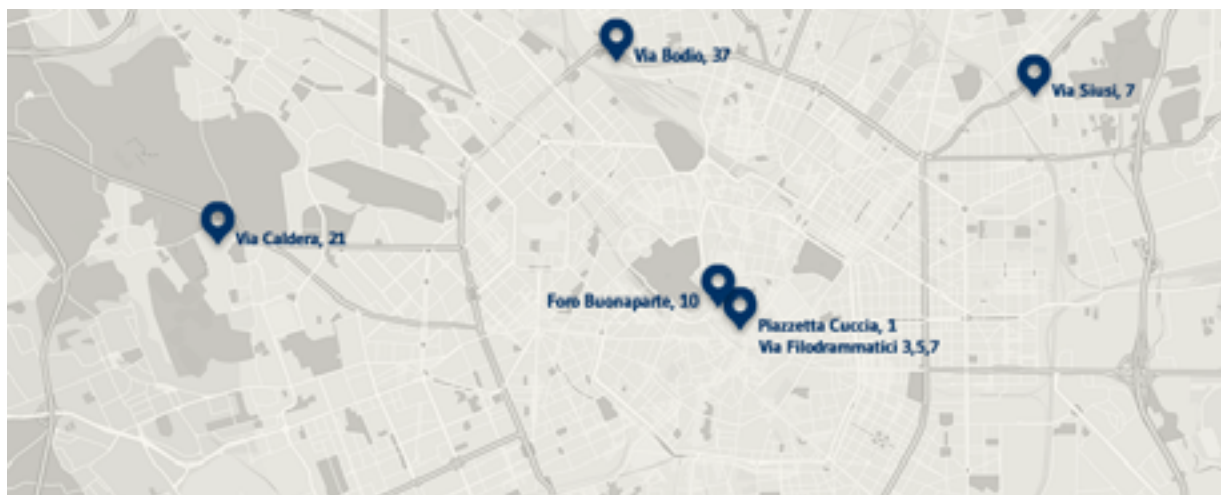 Via Bodio, 37
Via Siusi, 7
Via Caldera, 21
Foro Buonaparte, 10
Piazzetta Cuccia, 1
Via Filodrammatici 3,5,7